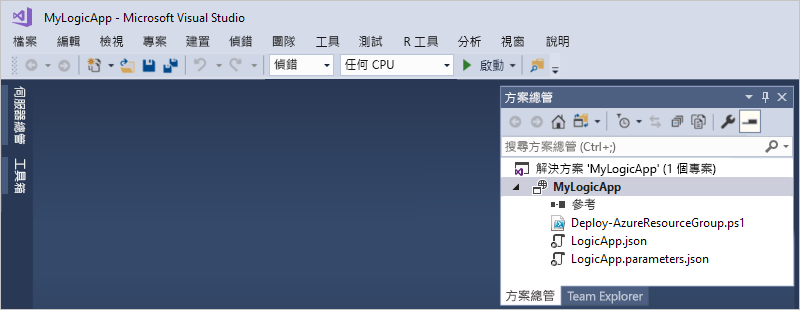 MyLogicApp - Microsoft Visual Studio
檔案 編輯 檢視 專案 建置 偵錯 團隊 工具 測試 R 工具 分析 視窗 說明
偵錯 任何 CPU 啟動
伺服器總管
工具箱
方案總管
搜尋方案總管 (Ctrl+;)
解決方案 'MyLogicApp' (1 個專案)
MyLogicApp
參考
Deploy-AzureResourceGroup.ps1
LogicApp.json
LogicApp.parameters.json
方案總管 Team Explorer